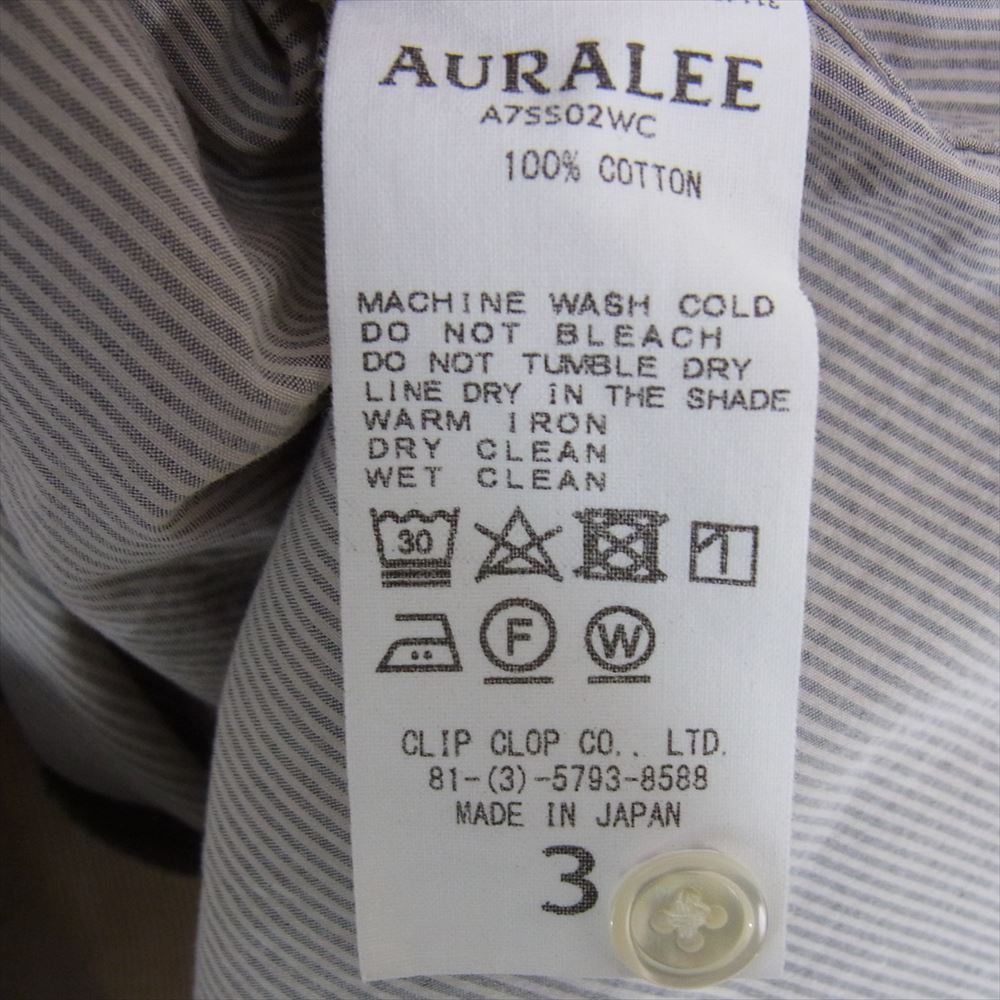 AURALEE
A7SS02WC
100% COTTON
MACHINE WASH COLD
DO NOT BLEACH
DO NOT TUMBLE DRY
LINE DRY iN THE SHADE
WARM IRON
DRY CLEAN
WET CLEAN
30
F W
CLIP CLOP CO., LTD.
81-(3)-5793-8588
MADE IN JAPAN
3